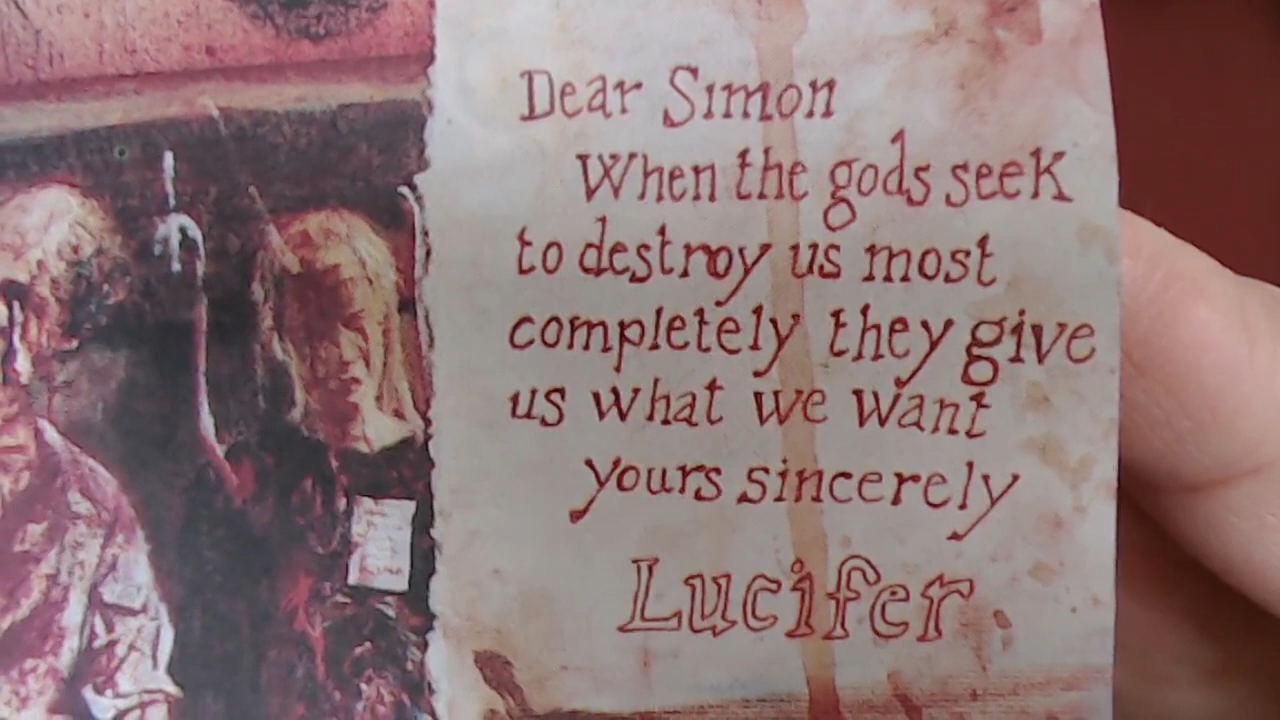 Dear Simon
When the gods seek
to destroy us most
completely they give
us what we want
yours sincerely
Lucifer.